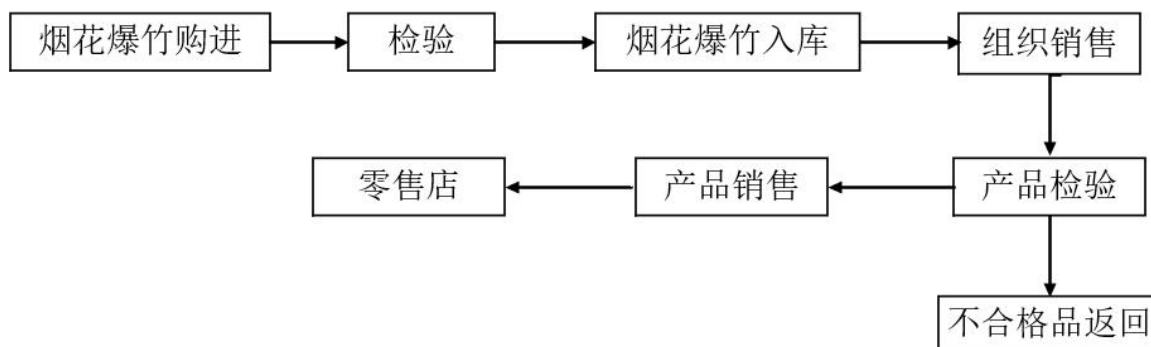 烟花爆竹购进
检验
烟花爆竹入库
组织销售
零售店
产品销售
产品检验
不合格品返回